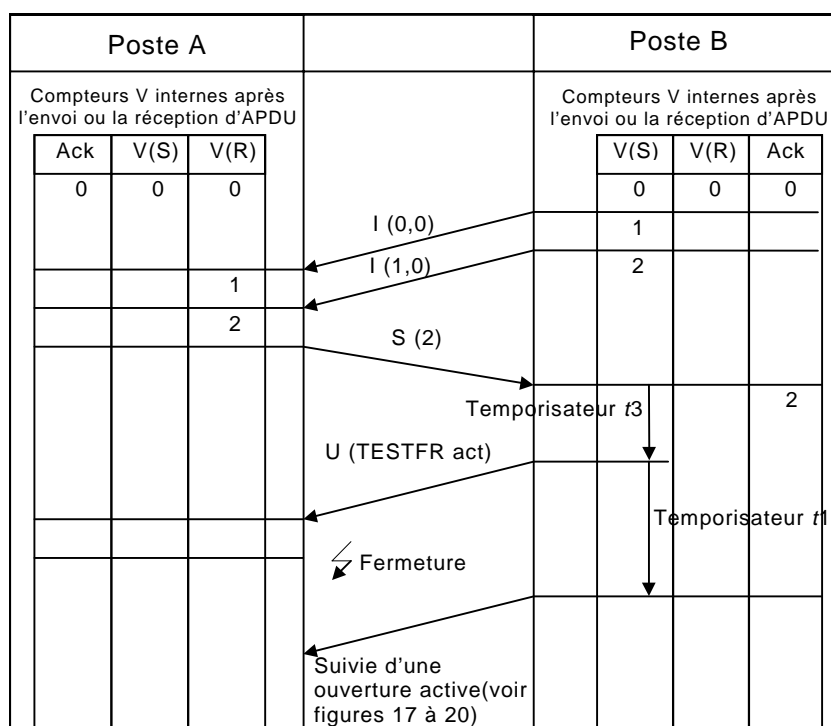 Poste A
Poste B
Compteurs V internes après
l'envoi ou la réception d'APDU
Compteurs V internes après
l'envoi ou la réception d'APDU
Ack V(S) V(R)
V(S) V(R) Ack
0 0 0
0 0 0
I (0,0)
1
I (1,0)
2
1
2
S (2)
2
Temporisateur t3
U (TESTFR act)
Temporisateur t1
Fermeture
Suivie d'une
ouverture active(voir
figures 17 à 20)